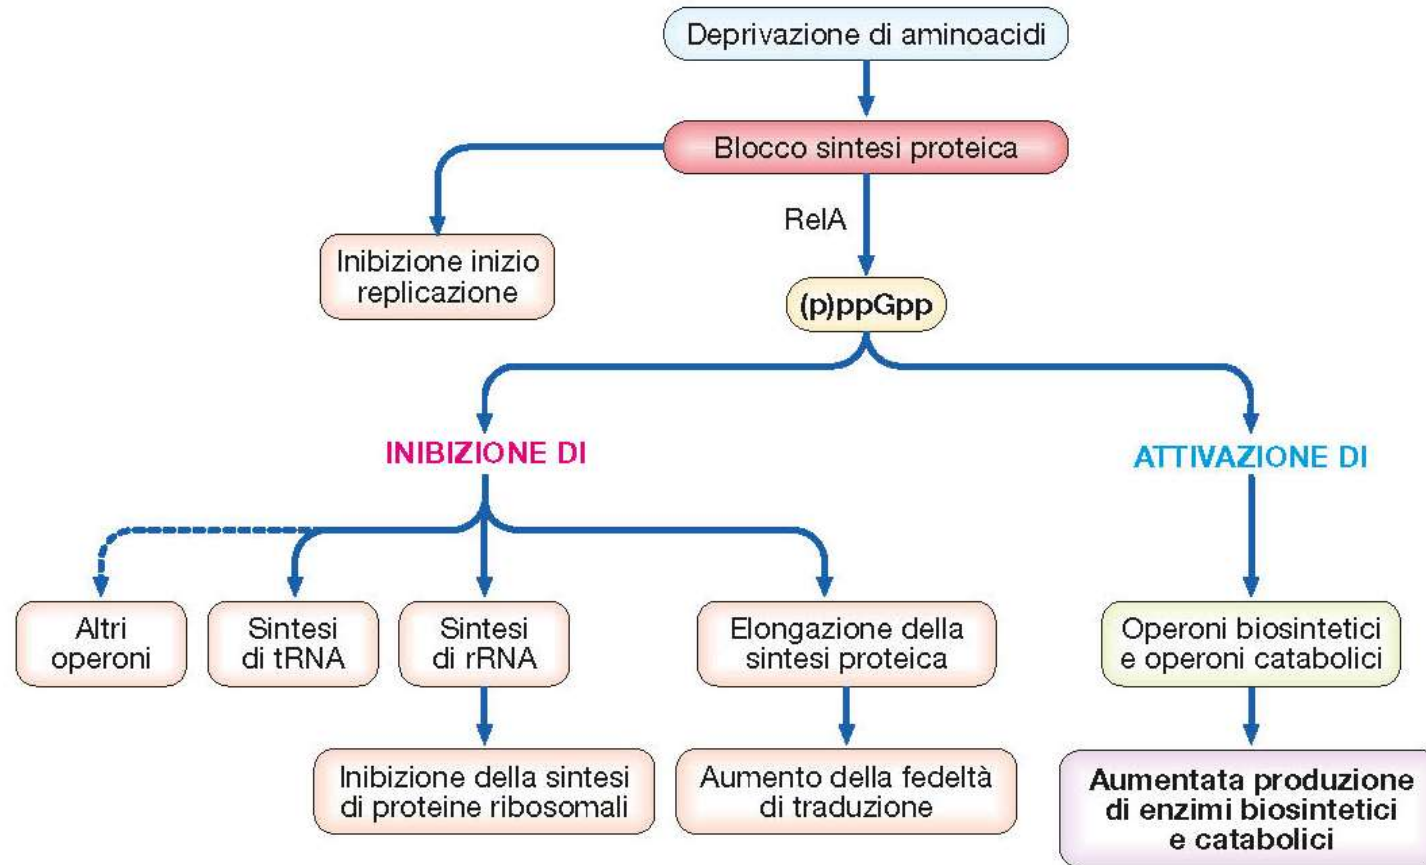 Deprivazione di aminoacidi
Blocco sintesi proteica
RelA
Inibizione inizio
replicazione
(p)ppGpp
INIBIZIONE DI
ATTIVAZIONE DI
Altri
operoni
Sintesi
di tRNA
Sintesi
di rRNA
Elongazione della
sintesi proteica
Operoni biosintetici
e operoni catabolici
Inibizione della sintesi
di proteine ribosomali
Aumento della fedeltà
di traduzione
Aumentata produzione
di enzimi biosintetici
e catabolici